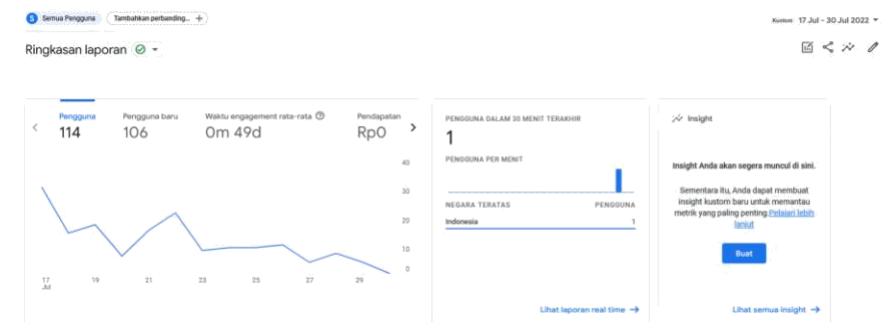 S Semua Pengguna Tambahkan perbanding... +
Kustom 17 Jul - 30 Jul 2022
Ringkasan laporan
Pengguna Pengguna baru Waktu engagement rata-rata Pendapatan
114 106 0m 49d Rp0
40
30
20
10
0
17 Jul 19 21 23 25 27 29
PENGGUNA DALAM 30 MENIT TERAKHIR
1
PENGGUNA PER MENIT
NEGARA TERATAS PENGGUNA
Indonesia 1
Lihat laporan real time →
Insight
Insight Anda akan segera muncul di sini.
Sementara itu, Anda dapat membuat
insight kustom baru untuk memantau
metrik yang paling penting.Pelajari lebih
lanjut
Buat
Lihat semua insight →